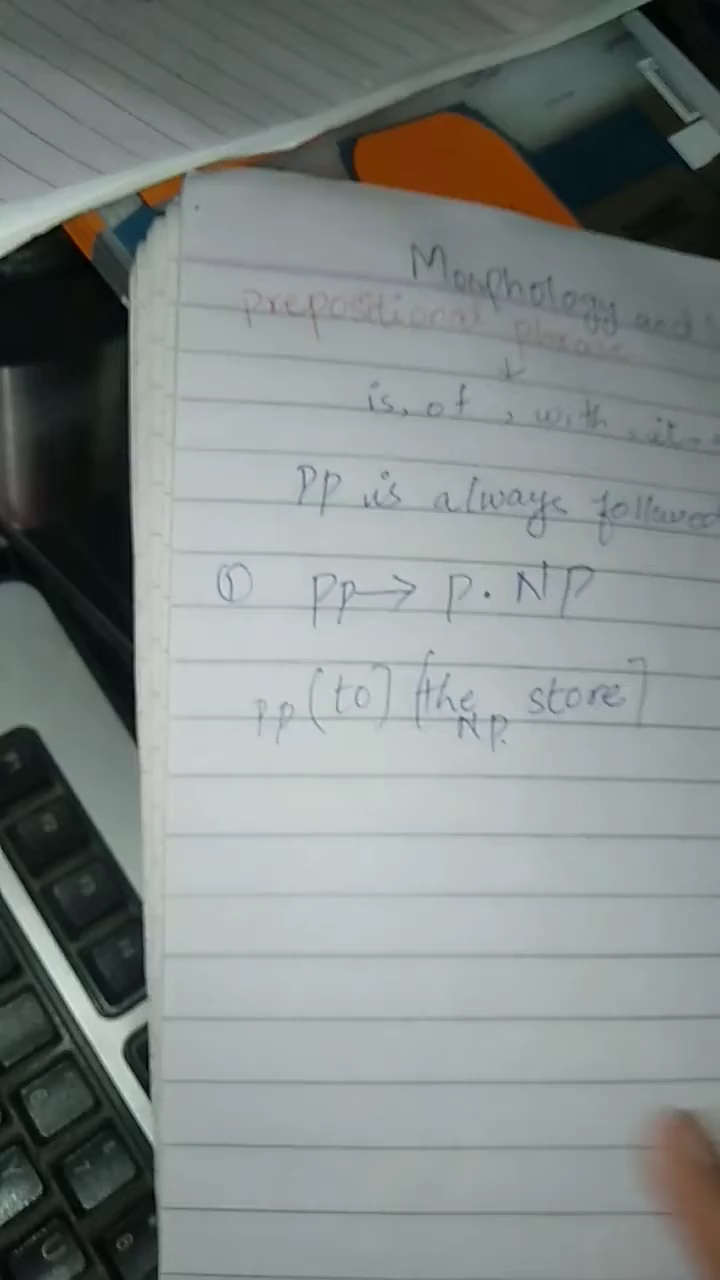 Morphology and
prepositional phrase
↓
is, of, with,
PP is always followed
① PP → P. NP
PP (to] [the store]
NP.